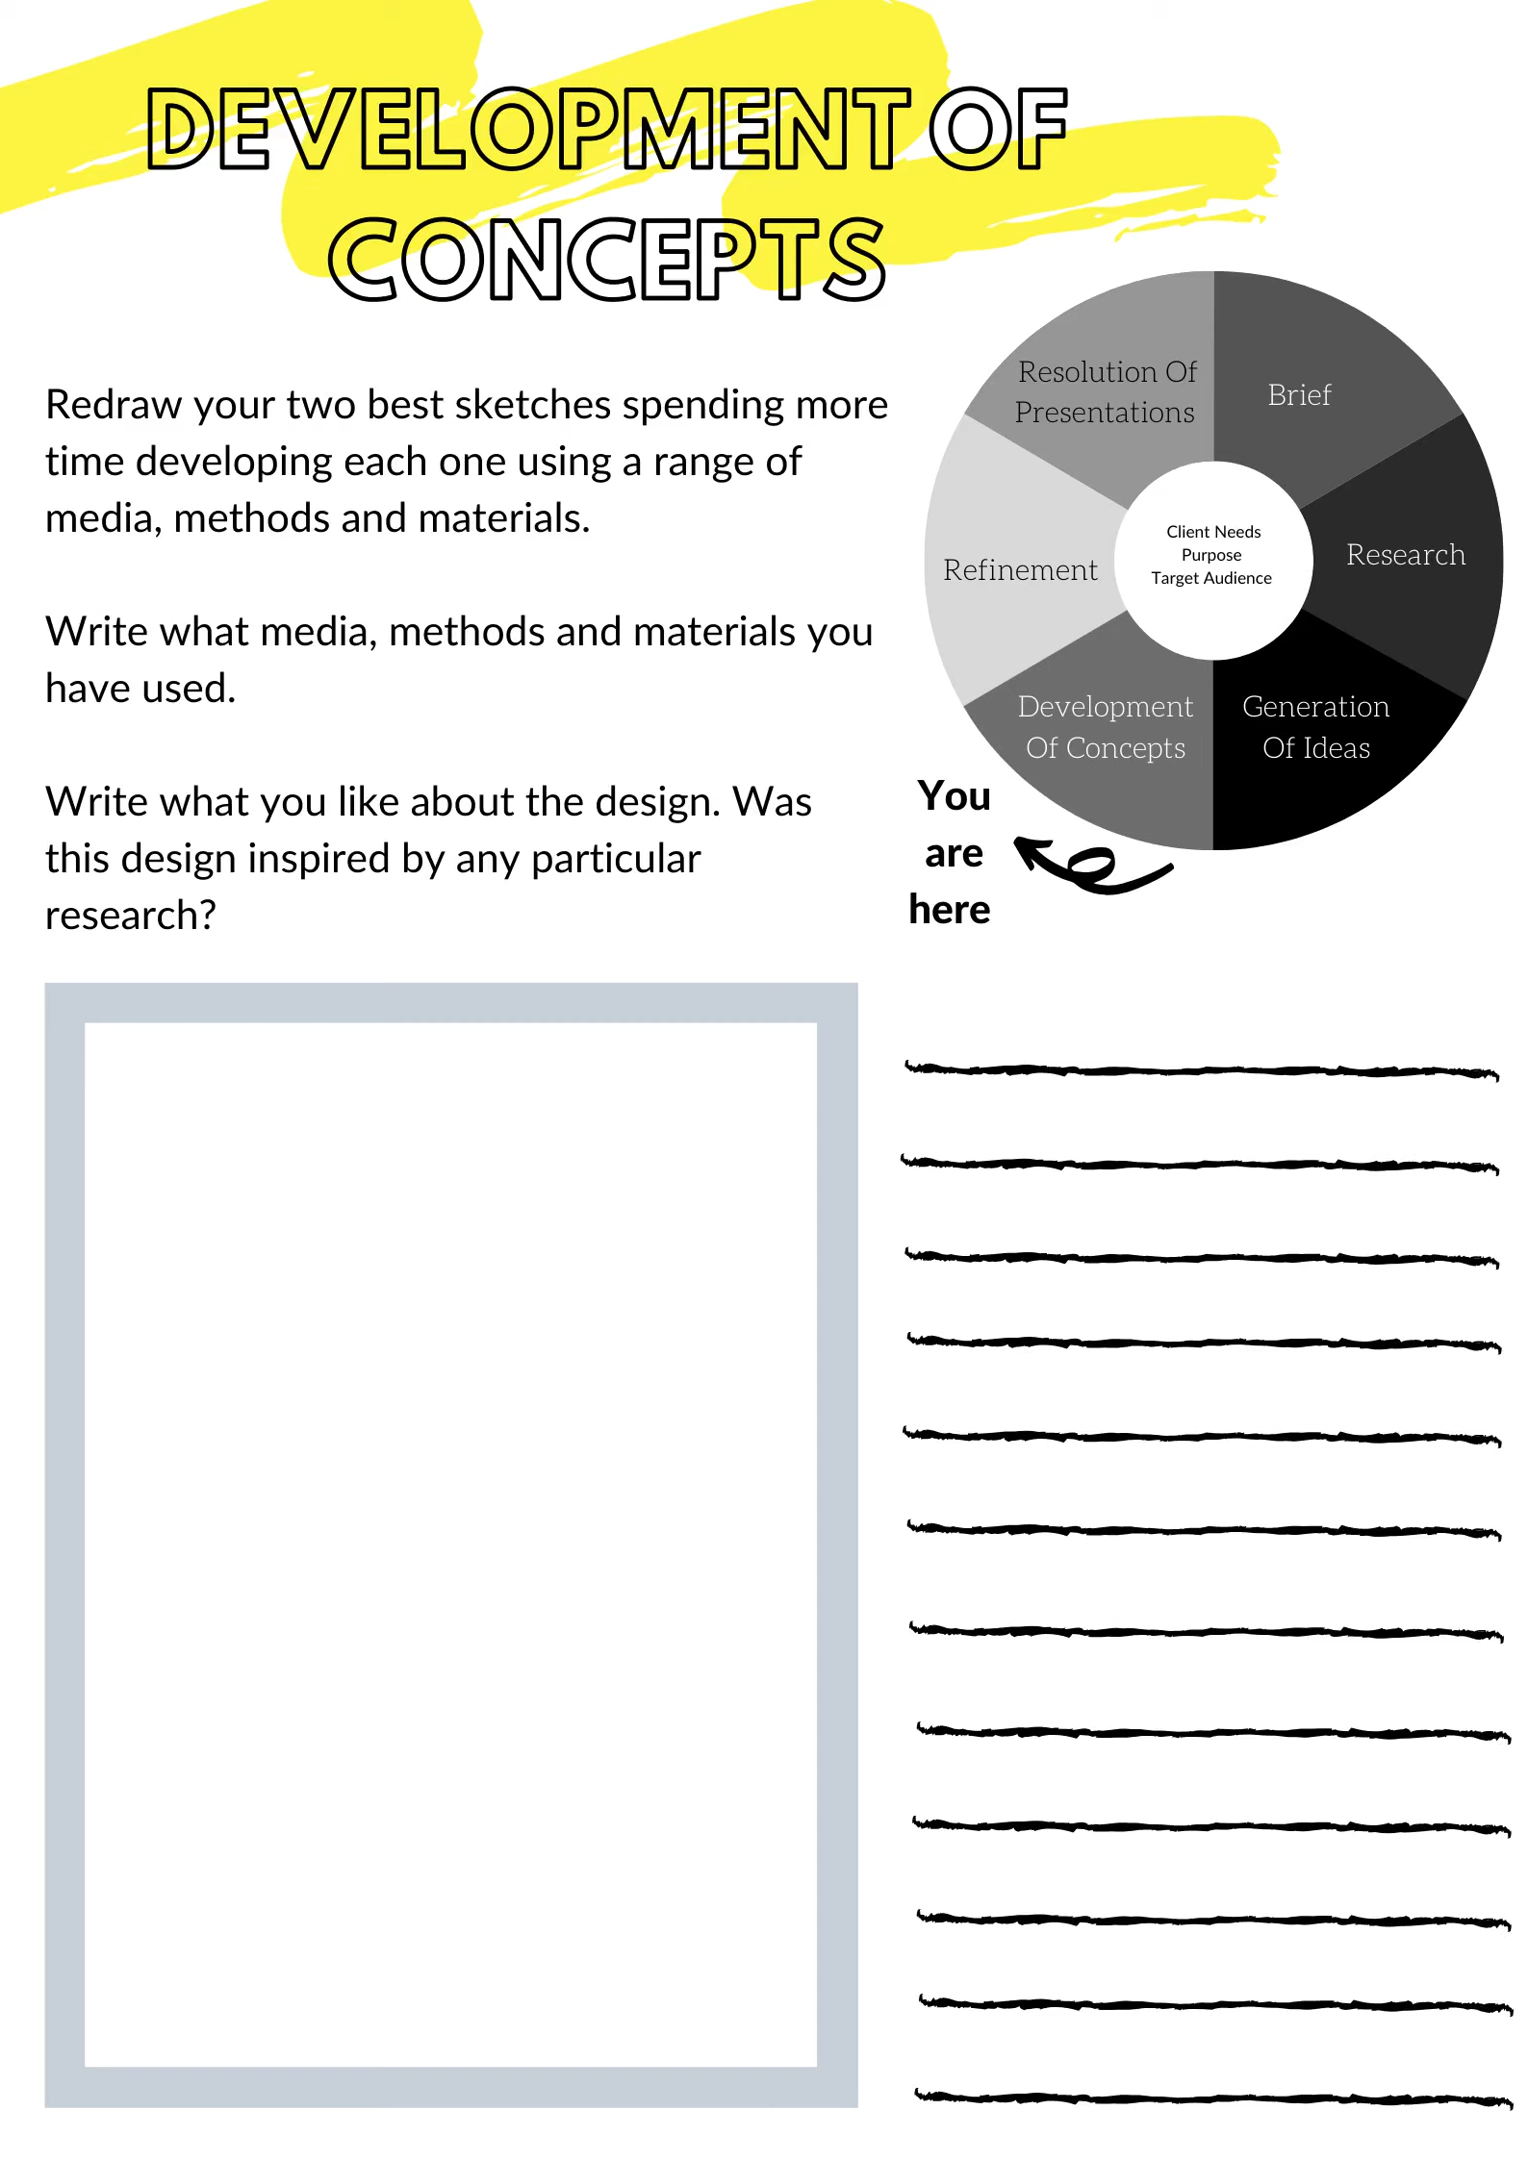 DEVELOPMENT OF
CONCEPTS
Redraw your two best sketches spending more
time developing each one using a range of
media, methods and materials.
Write what media, methods and materials you
have used.
Write what you like about the design. Was
this design inspired by any particular
research?
Resolution Of
Presentations
Brief
Research
Generation
Of Ideas
Development
Of Concepts
Refinement
Client Needs
Purpose
Target Audience
You
are
here